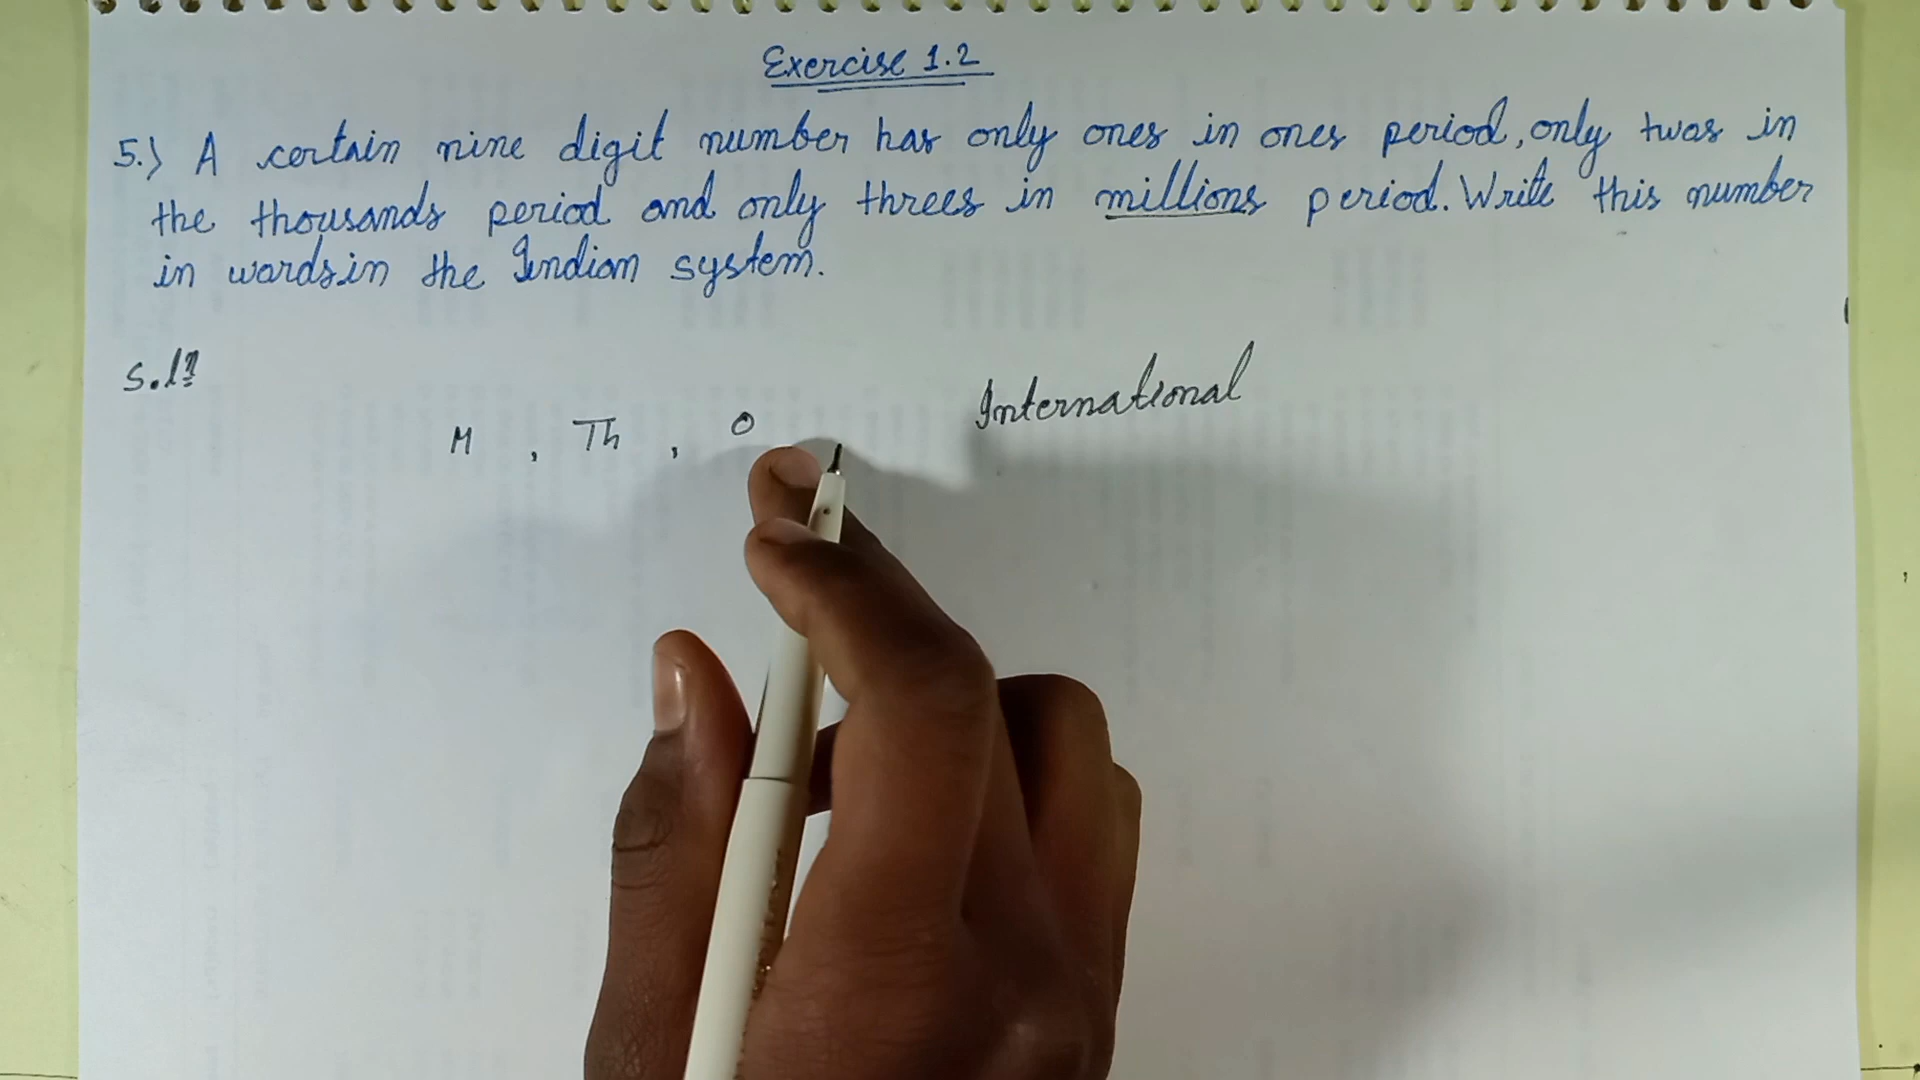 Exercise 1.2
5.) A certain nine digit number has only ones in ones period, only twos in
the thousands period and only threes in millions period. Write this number
in words in the Indian system.
Solⁿ
International
M , Th , O